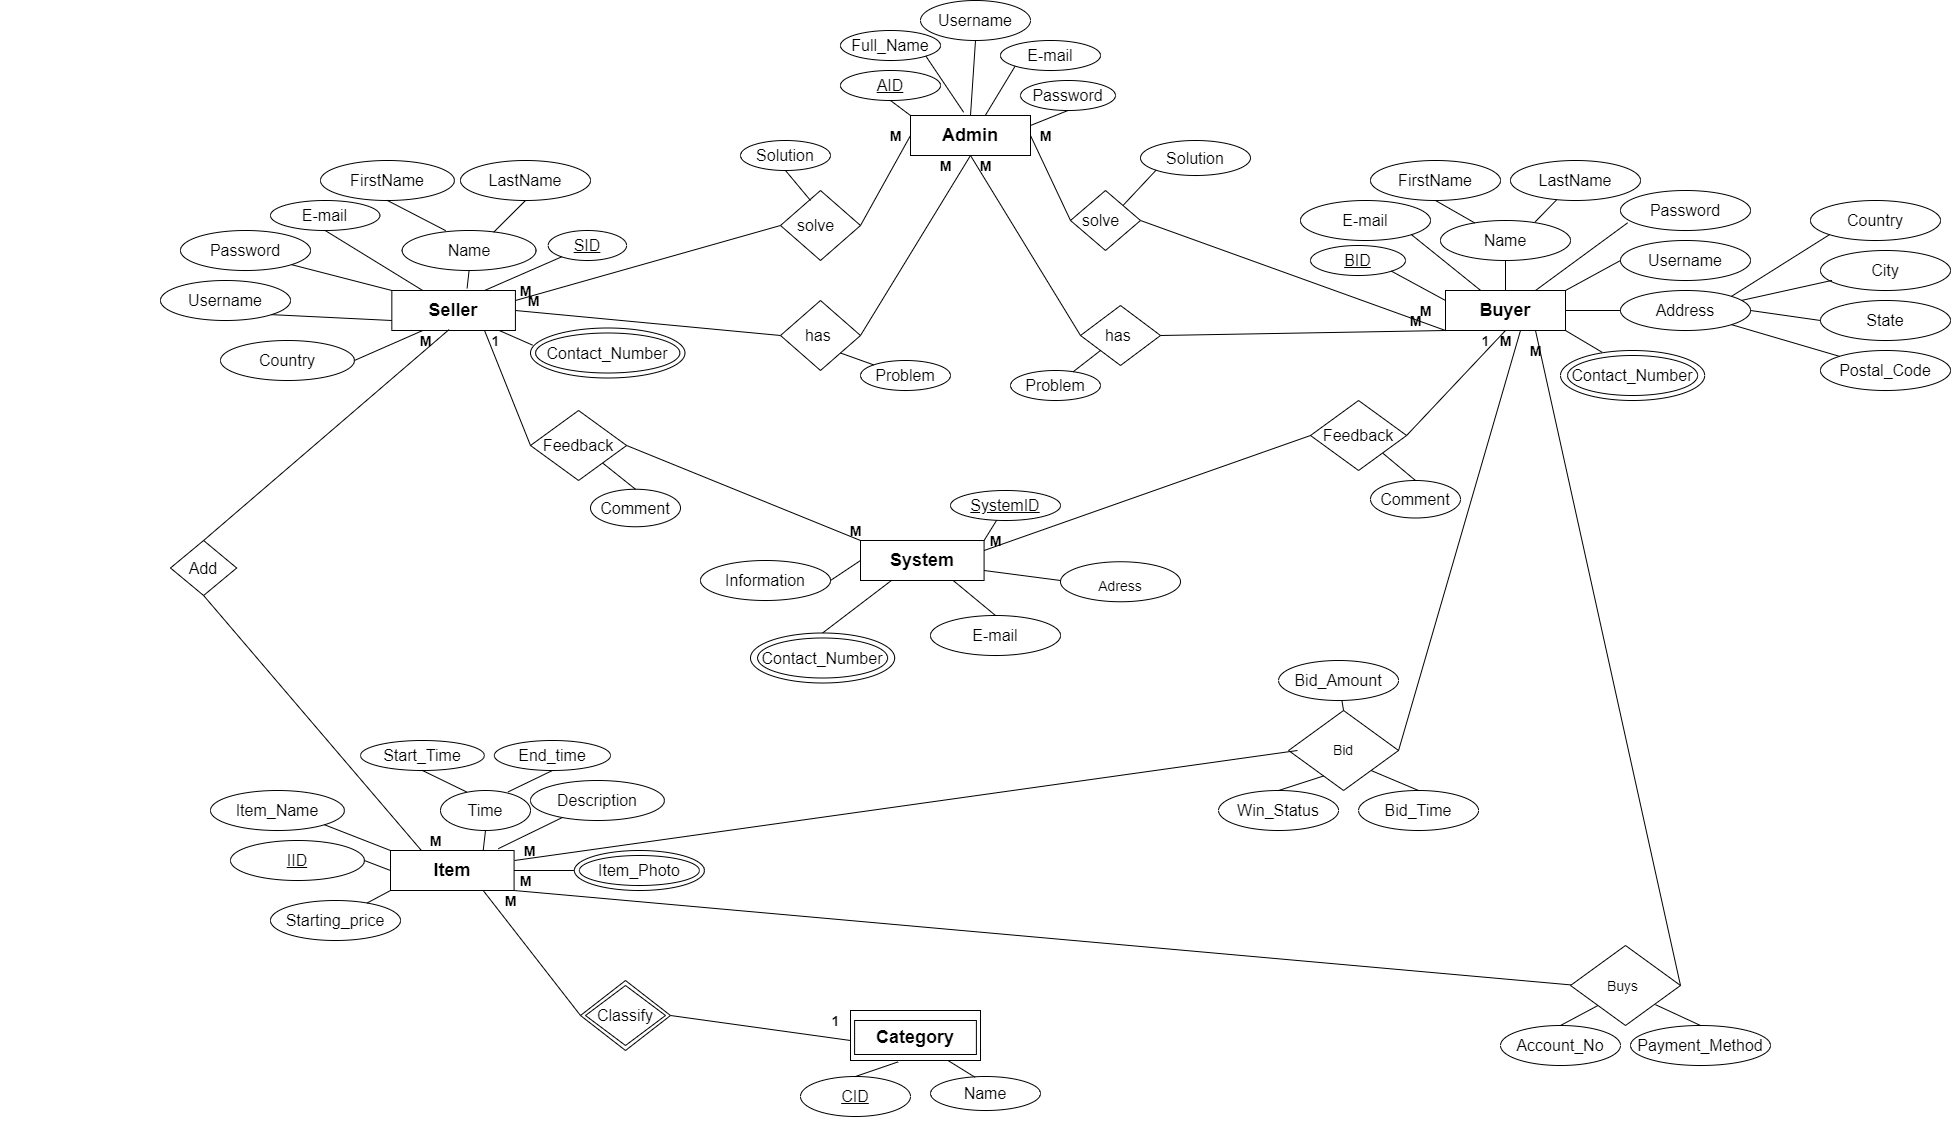 Username
Full_Name
E-mail
AID
Password
M
Admin
M
M
M
Solution
solve
Solution
solve
FirstName
LastName
E-mail
Name
SID
Password
Username
Seller
M
M
Country
M
1
Contact_Number
has
Problem
has
Problem
FirstName
LastName
E-mail
Name
Password
BID
Username
Country
City
Address
State
Postal_Code
Buyer
M
M
1
M
M
Contact_Number
Feedback
Comment
Feedback
Comment
Add
M
SystemID
M
System
Information
Adress
E-mail
Contact_Number
Bid_Amount
Bid
Win_Status
Bid_Time
Start_Time
End_time
Time
Description
Item_Name
IID
Starting_price
M
Item
M
M
M
Item_Photo
Buys
Account_No
Payment_Method
Classify
1
Category
CID
Name